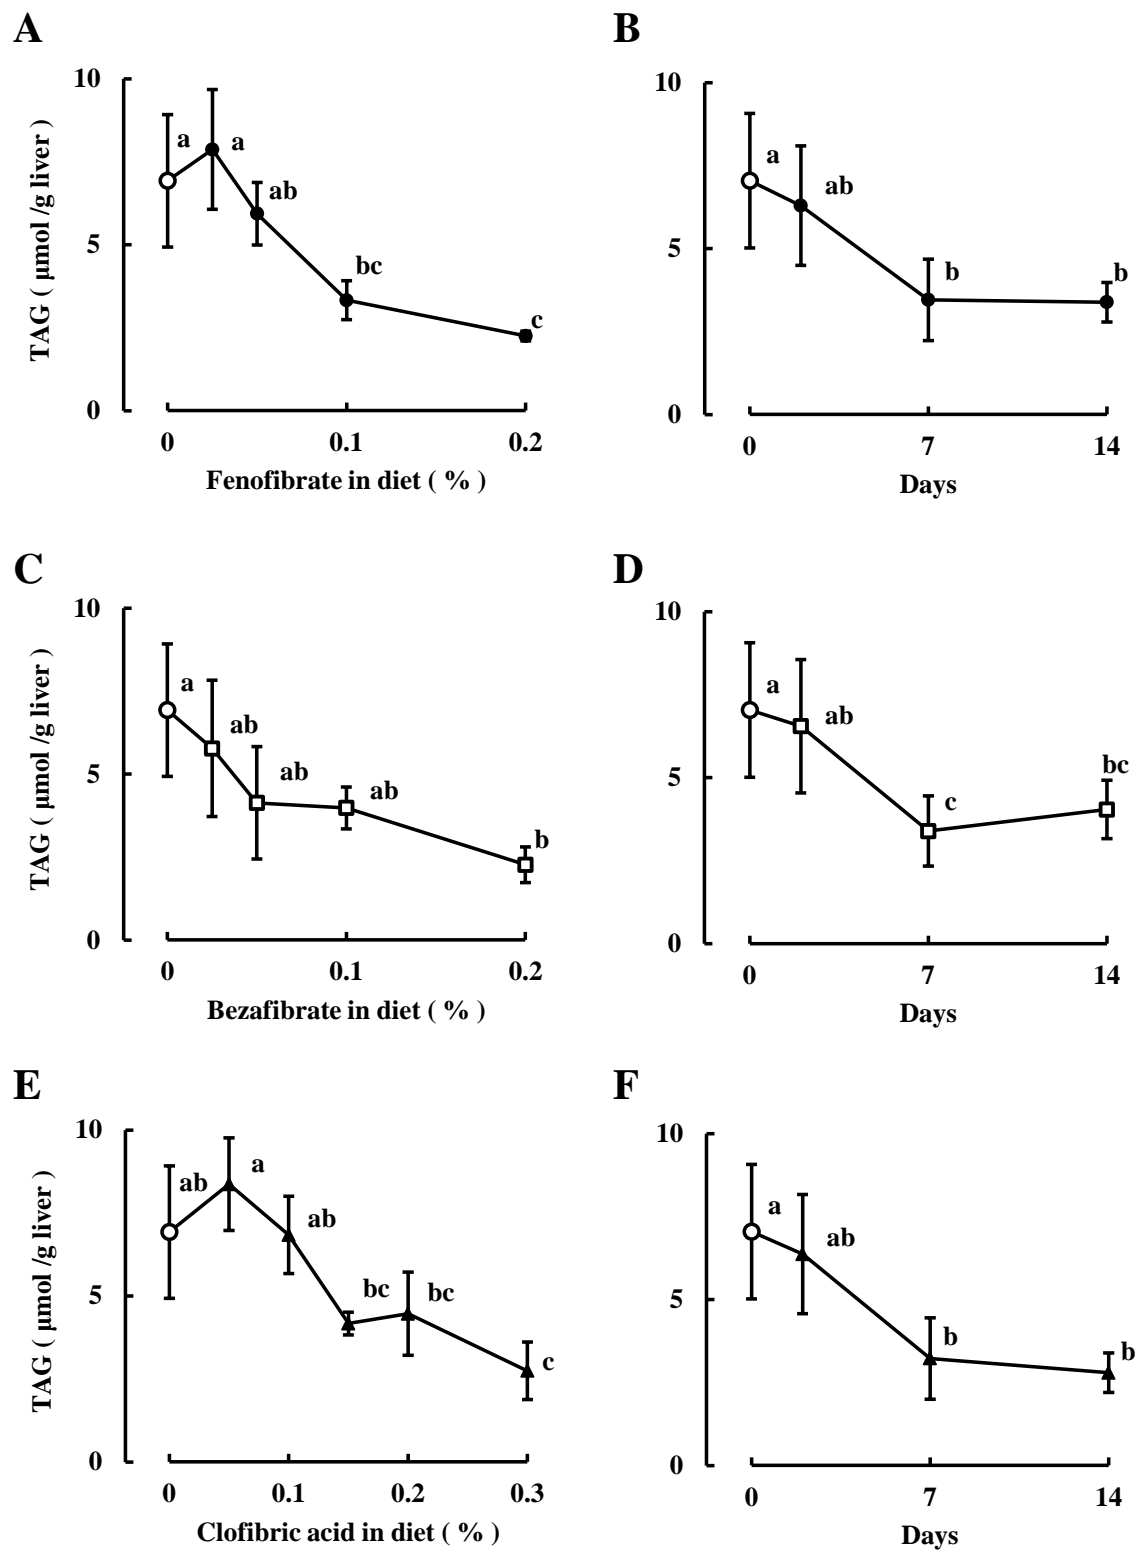 A
10
5
0
TAG ( µmol /g liver )
a
a
ab
bc
c
0
0.1
0.2
Fenofibrate in diet ( % )
B
10
5
0
a
ab
b
b
0
7
14
Days
C
10
5
0
TAG ( µmol /g liver )
a
ab
ab
ab
b
0
0.1
0.2
Bezafibrate in diet ( % )
D
10
5
0
a
ab
c
bc
0
7
14
Days
E
10
5
0
TAG ( µmol /g liver )
ab
a
ab
bc
bc
c
0
0.1
0.2
0.3
Clofibric acid in diet ( % )
F
10
5
0
a
ab
b
b
0
7
14
Days